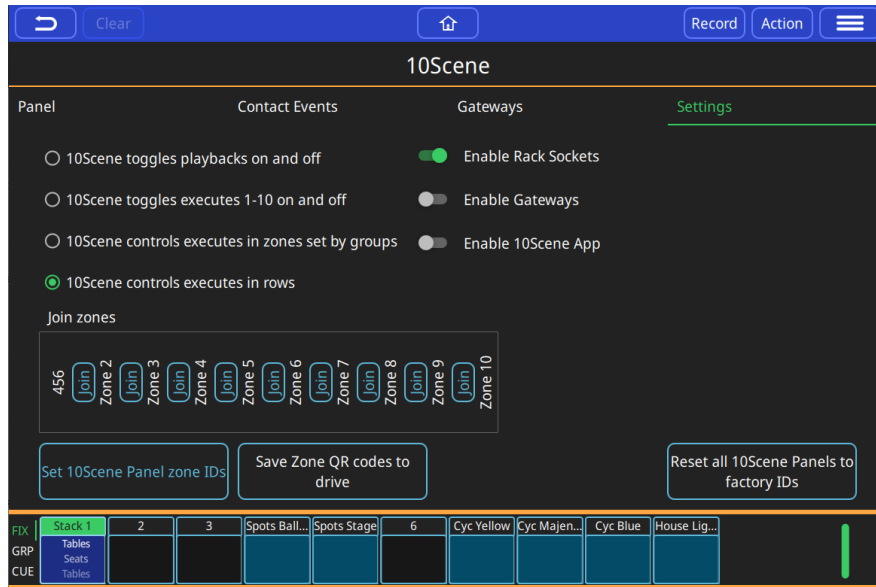 Clear
Record
Action
10Scene
Panel
Contact Events
Gateways
Settings
10Scene toggles playbacks on and off
Enable Rack Sockets
10Scene toggles executes 1-10 on and off
Enable Gateways
10Scene controls executes in zones set by groups
Enable 10Scene App
10Scene controls executes in rows
Join zones
456
Join
Zone 2
Join
Zone 3
Join
Zone 4
Join
Zone 5
Join
Zone 6
Join
Zone 7
Join
Zone 8
Join
Zone 9
Join
Zone 10
Set 10Scene Panel zone IDs
Save Zone QR codes to
drive
Reset all 10Scene Panels to
factory IDs
FIX
GRP
CUE
Stack 1
Tables
Seats
Tables
2
3
Spots Ball...
Spots Stage
6
Cyc Yellow
Cyc Majen...
Cyc Blue
House Lig...